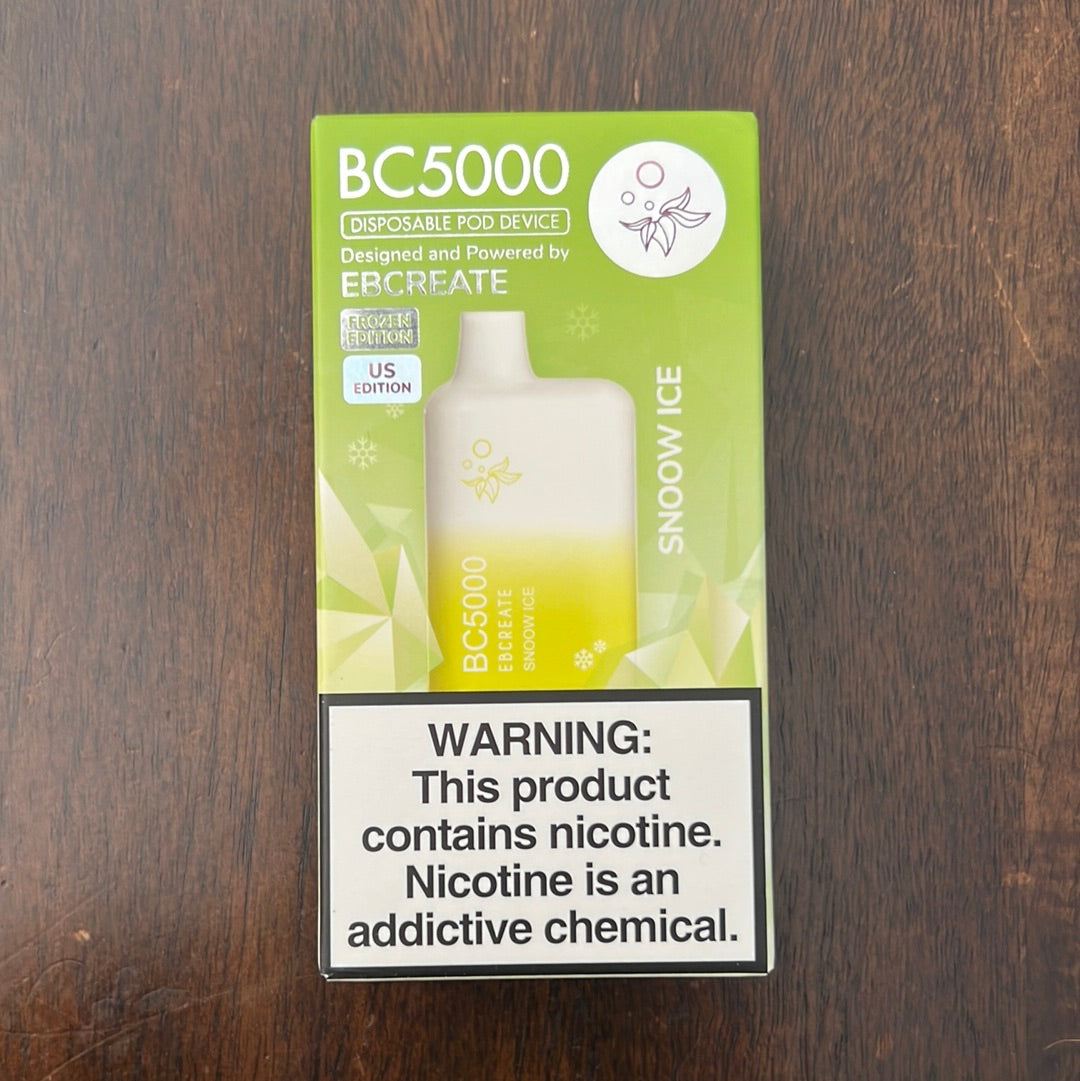 BC5000
DISPOSABLE POD DEVICE
Designed and Powered by
EBCREATE
FROZEN
EDITION
US
EDITION
SNOOW ICE
BC5000
EBCREATE
SNOOW ICE
WARNING:
This product
contains nicotine.
Nicotine is an
addictive chemical.